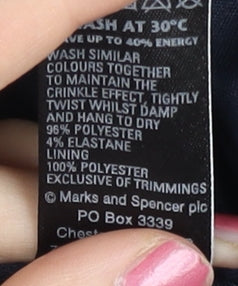 WASH AT 30°C
SAVE UP TO 40% ENERGY
WASH SIMILAR
COLOURS TOGETHER
TO MAINTAIN THE
CRINKLE EFFECT, TIGHTLY
TWIST WHILST DAMP
AND HANG TO DRY
96% POLYESTER
4% ELASTANE
LINING
100% POLYESTER
EXCLUSIVE OF TRIMMINGS
© Marks and Spencer plc
PO Box 3339